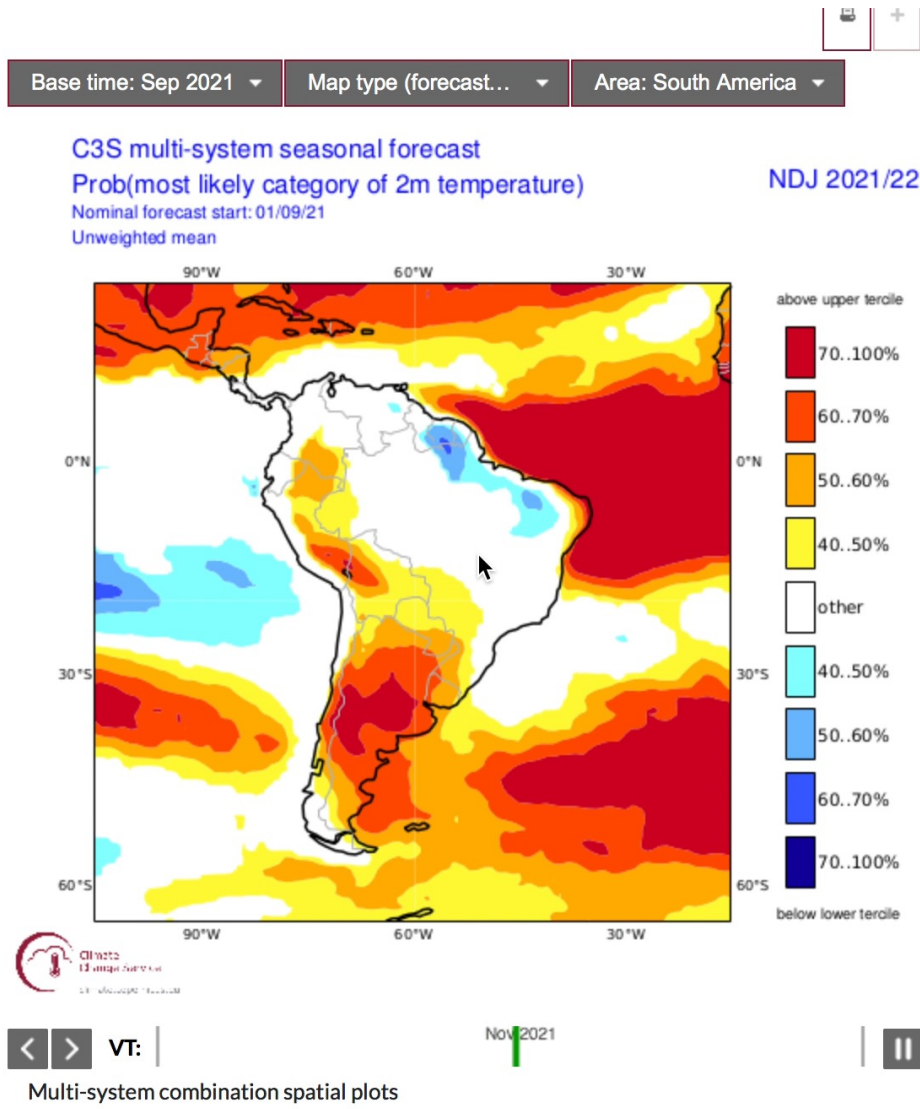 Base time: Sep 2021 Map type (forecast... Area: South America
C3S multi-system seasonal forecast
Prob(most likely category of 2m temperature)
NDJ 2021/22
Nominal forecast start: 01/09/21
Unweighted mean
90°W 60°W 30°W
above upper tercile
70..100%
60..70%
50..60%
40..50%
other
40..50%
50..60%
60..70%
70..100%
below lower tercile
0°N 0°N
30°S 30°S
60°S 60°S
90°W 60°W 30°W
Climate
VT:
Nov 2021
Multi-system combination spatial plots